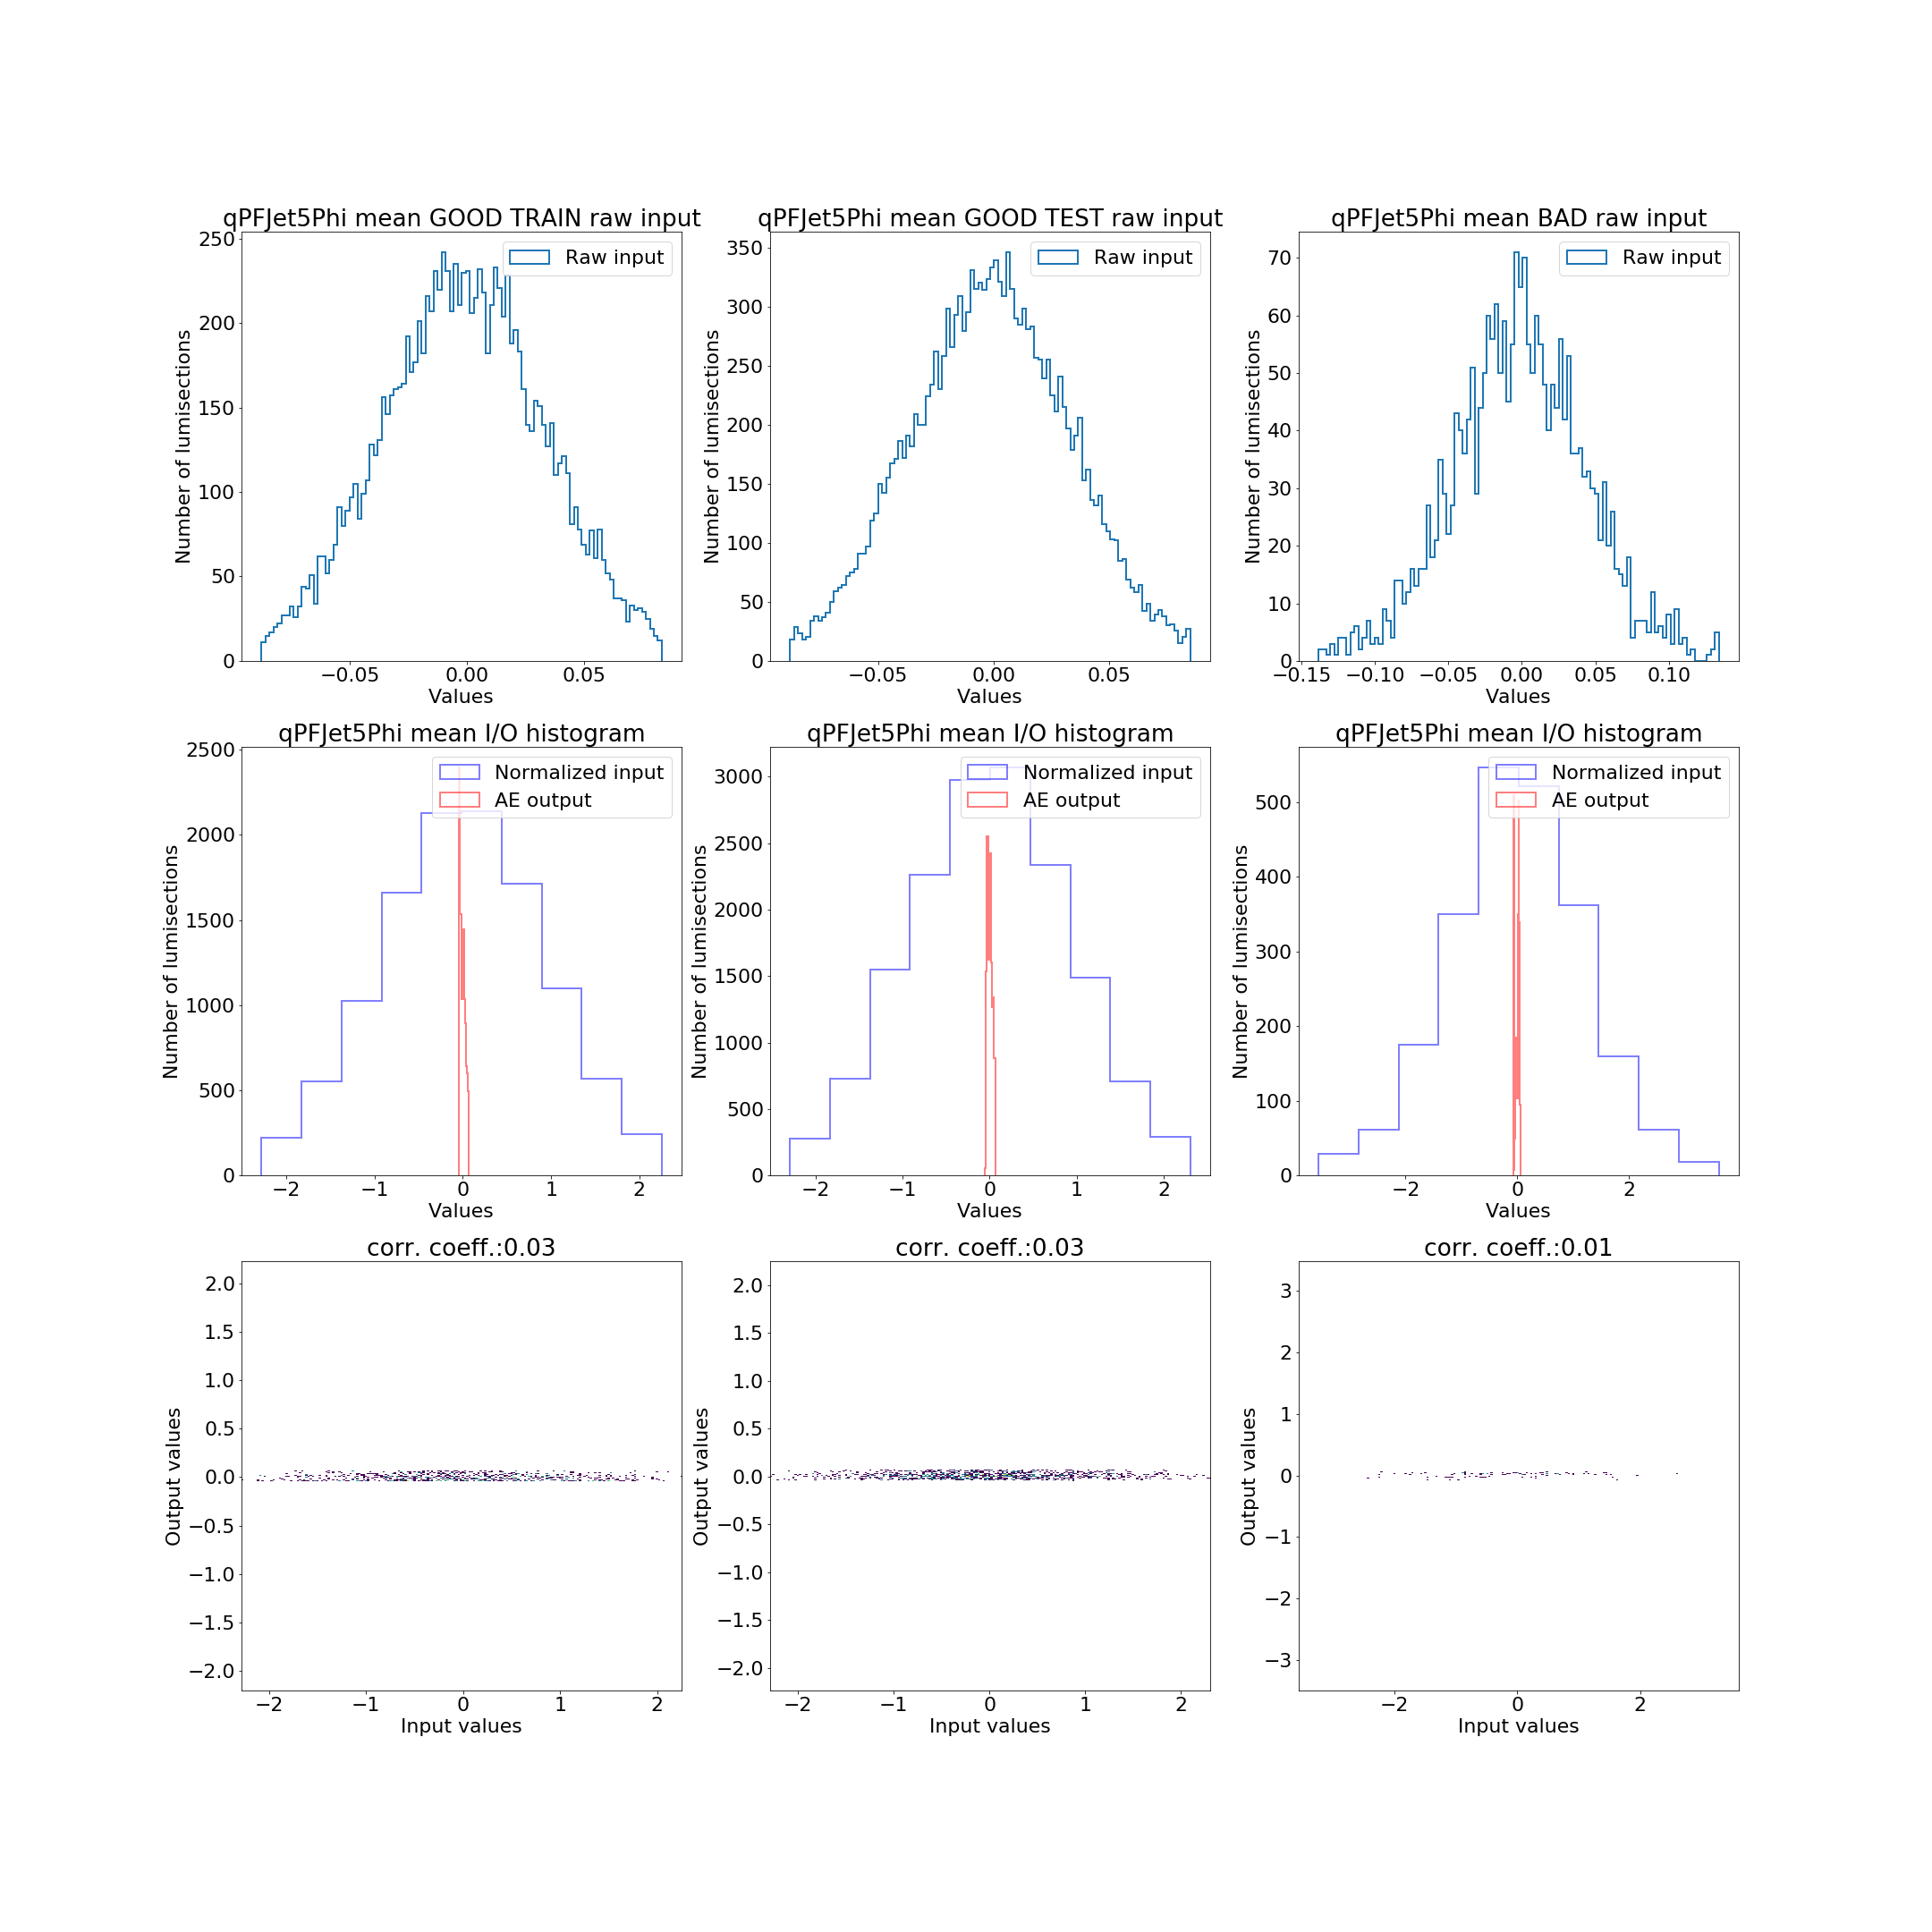 qPFJet5Phi mean GOOD TRAIN raw input
Raw input
250
200
150
100
50
0
Number of lumisections
−0.05 0.00 0.05
Values
qPFJet5Phi mean GOOD TEST raw input
Raw input
350
300
250
200
150
100
50
0
Number of lumisections
−0.05 0.00 0.05
Values
qPFJet5Phi mean BAD raw input
Raw input
70
60
50
40
30
20
10
0
Number of lumisections
−0.15 −0.10 −0.05 0.00 0.05 0.10
Values
qPFJet5Phi mean I/O histogram
Normalized input
AE output
2500
2000
1500
1000
500
0
Number of lumisections
−2 −1 0 1 2
Values
qPFJet5Phi mean I/O histogram
Normalized input
AE output
3000
2500
2000
1500
1000
500
0
Number of lumisections
−2 −1 0 1 2
Values
qPFJet5Phi mean I/O histogram
Normalized input
AE output
500
400
300
200
100
0
Number of lumisections
−2 0 2
Values
corr. coeff.:0.03
2.0
1.5
1.0
0.5
0.0
−0.5
−1.0
−1.5
−2.0
Output values
−2 −1 0 1 2
Input values
corr. coeff.:0.03
2.0
1.5
1.0
0.5
0.0
−0.5
−1.0
−1.5
−2.0
Output values
−2 −1 0 1 2
Input values
corr. coeff.:0.01
3
2
1
0
−1
−2
−3
Output values
−2 0 2
Input values